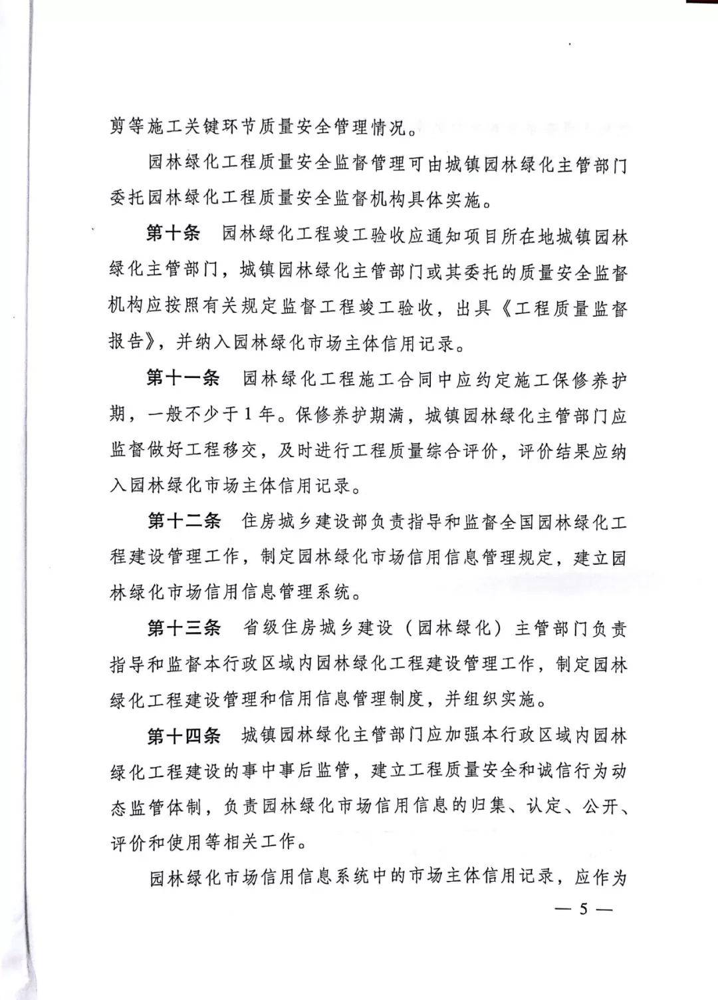 剪等施工关键环节质量安全管理情况。
园林绿化工程质量安全监督管理可由城镇园林绿化主管部门
委托园林绿化工程质量安全监督机构具体实施。
第十条 园林绿化工程竣工验收应通知项目所在地城镇园林
绿化主管部门，城镇园林绿化主管部门或其委托的质量安全监督
机构应按照有关规定监督工程竣工验收，出具《工程质量监督
报告》，并纳入园林绿化市场主体信用记录。
第十一条 园林绿化工程施工合同中应约定施工保修养护
期，一般不少于1年。保修养护期满，城镇园林绿化主管部门应
监督做好工程移交，及时进行工程质量综合评价，评价结果应纳
入园林绿化市场主体信用记录。
第十二条 住房城乡建设部负责指导和监督全国园林绿化工
程建设管理工作，制定园林绿化市场信用信息管理规定，建立园
林绿化市场信用信息管理系统。
第十三条 省级住房城乡建设（园林绿化）主管部门负责
指导和监督本行政区域内园林绿化工程建设管理工作，制定园林
绿化工程建设管理和信用信息管理制度，并组织实施。
第十四条 城镇园林绿化主管部门应加强本行政区域内园林
绿化工程建设的事中事后监管，建立工程质量安全和诚信行为动
态监管体制，负责园林绿化市场信用信息的归集、认定、公开、
评价和使用等相关工作。
园林绿化市场信用信息系统中的市场主体信用记录，应作为
— 5 —